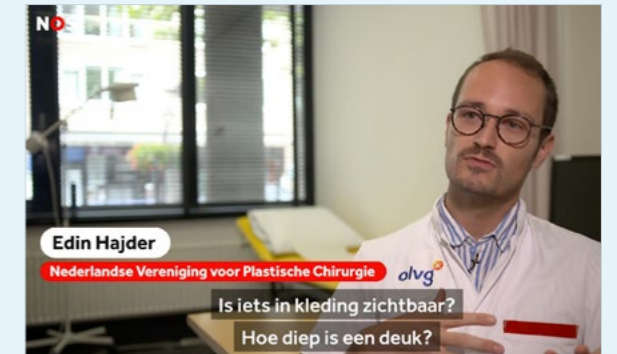 NOS
Edin Hajder
Nederlandse Vereniging voor Plastische Chirurgie
olvg
Is iets in kleding zichtbaar?
Hoe diep is een deuk?